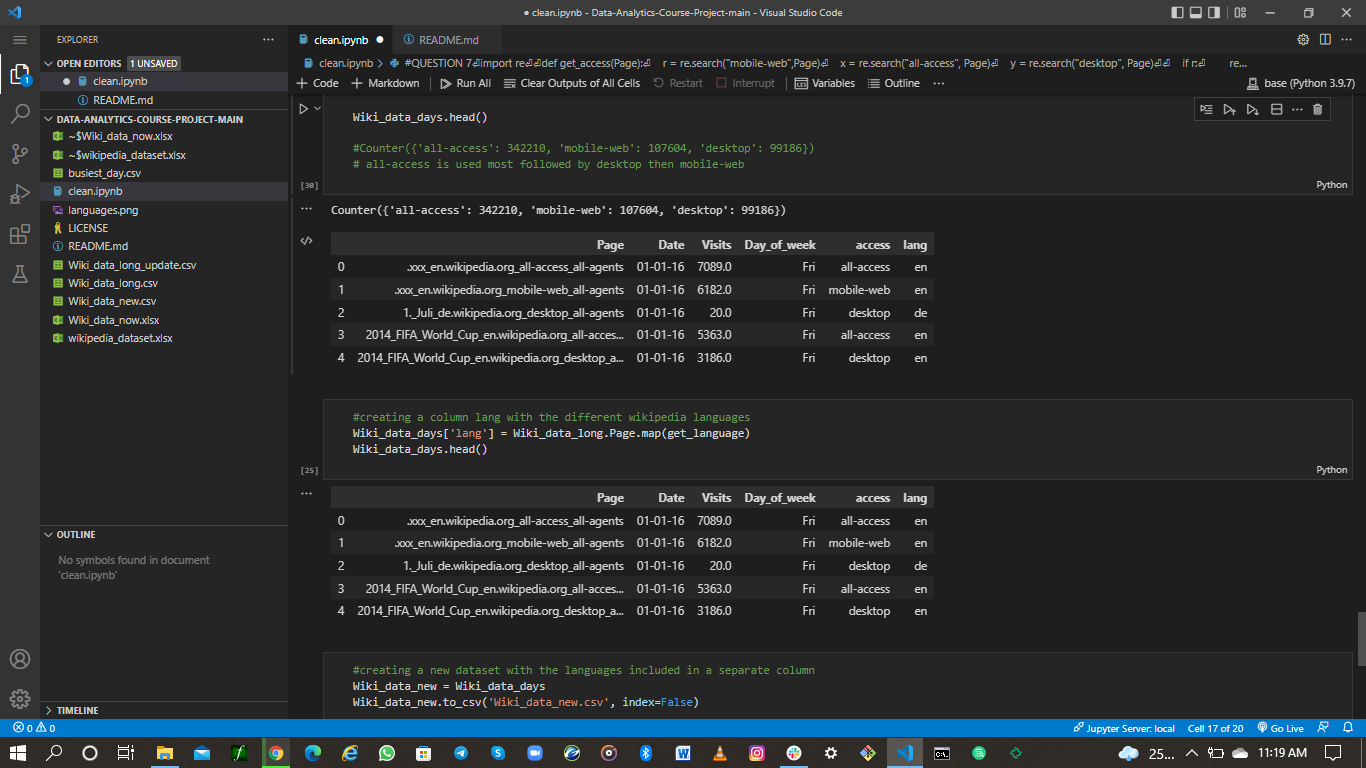 ● clean.ipynb - Data-Analytics-Course-Project-main - Visual Studio Code
EXPLORER
OPEN EDITORS 1 UNSAVED
clean.ipynb
README.md
DATA-ANALYTICS-COURSE-PROJECT-MAIN
~$Wiki_data_now.xlsx
~$wikipedia_dataset.xlsx
busiest_day.csv
clean.ipynb
languages.png
LICENSE
README.md
Wiki_data_long_update.csv
Wiki_data_long.csv
Wiki_data_new.csv
Wiki_data_now.xlsx
wikipedia_dataset.xlsx
OUTLINE
No symbols found in document
'clean.ipynb'
TIMELINE
1
clean.ipynb ● README.md
clean.ipynb > #QUESTION 7⏎import re⏎⏎def get_access(Page):⏎ r = re.search("mobile-web",Page)⏎ x = re.search("all-access", Page)⏎ y = re.search("desktop", Page)⏎⏎ if r:⏎ re...
+ Code + Markdown Run All Clear Outputs of All Cells Restart Interrupt Variables Outline ... base (Python 3.9.7)
Wiki_data_days.head()
#Counter({'all-access': 342210, 'mobile-web': 107604, 'desktop': 99186})
# all-access is used most followed by desktop then mobile-web
[30] Python
Counter({'all-access': 342210, 'mobile-web': 107604, 'desktop': 99186})
Page Date Visits Day_of_week access lang
0 .xxx_en.wikipedia.org_all-access_all-agents 01-01-16 7089.0 Fri all-access en
1 .xxx_en.wikipedia.org_mobile-web_all-agents 01-01-16 6182.0 Fri mobile-web en
2 1._Juli_de.wikipedia.org_desktop_all-agents 01-01-16 20.0 Fri desktop de
3 2014_FIFA_World_Cup_en.wikipedia.org_all-acces... 01-01-16 5363.0 Fri all-access en
4 2014_FIFA_World_Cup_en.wikipedia.org_desktop_a... 01-01-16 3186.0 Fri desktop en
#creating a column lang with the different wikipedia languages
Wiki_data_days['lang'] = Wiki_data_long.Page.map(get_language)
Wiki_data_days.head()
[25] Python
Page Date Visits Day_of_week access lang
0 .xxx_en.wikipedia.org_all-access_all-agents 01-01-16 7089.0 Fri all-access en
1 .xxx_en.wikipedia.org_mobile-web_all-agents 01-01-16 6182.0 Fri mobile-web en
2 1._Juli_de.wikipedia.org_desktop_all-agents 01-01-16 20.0 Fri desktop de
3 2014_FIFA_World_Cup_en.wikipedia.org_all-acces... 01-01-16 5363.0 Fri all-access en
4 2014_FIFA_World_Cup_en.wikipedia.org_desktop_a... 01-01-16 3186.0 Fri desktop en
#creating a new dataset with the languages included in a separate column
Wiki_data_new = Wiki_data_days
Wiki_data_new.to_csv('Wiki_data_new.csv', index=False)
0 0 Jupyter Server: local Cell 17 of 20 Go Live
25... 11:19 AM